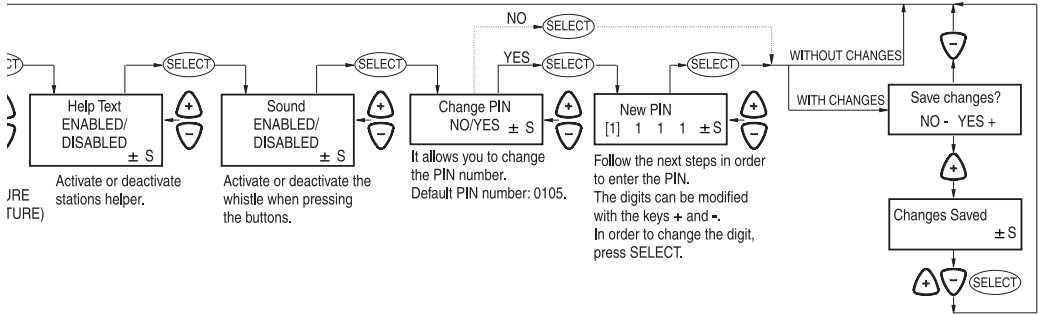 NO
SELECT
YES
SELECT
SELECT
SELECT
SELECT
WITHOUT CHANGES
WITH CHANGES
Help Text
ENABLED/
DISABLED
± S
+
-
Activate or deactivate
stations helper.
Sound
ENABLED/
DISABLED
± S
+
-
Activate or deactivate the
whistle when pressing
the buttons.
Change PIN
NO/YES ± S
+
-
It allows you to change
the PIN number.
Default PIN number: 0105.
New PIN
[1] 1 1 1 ± S
+
-
Follow the next steps in order
to enter the PIN.
The digits can be modified
with the keys + and -.
In order to change the digit,
press SELECT.
-
Save changes?
NO - YES +
+
Changes Saved
± S
+ - SELECT